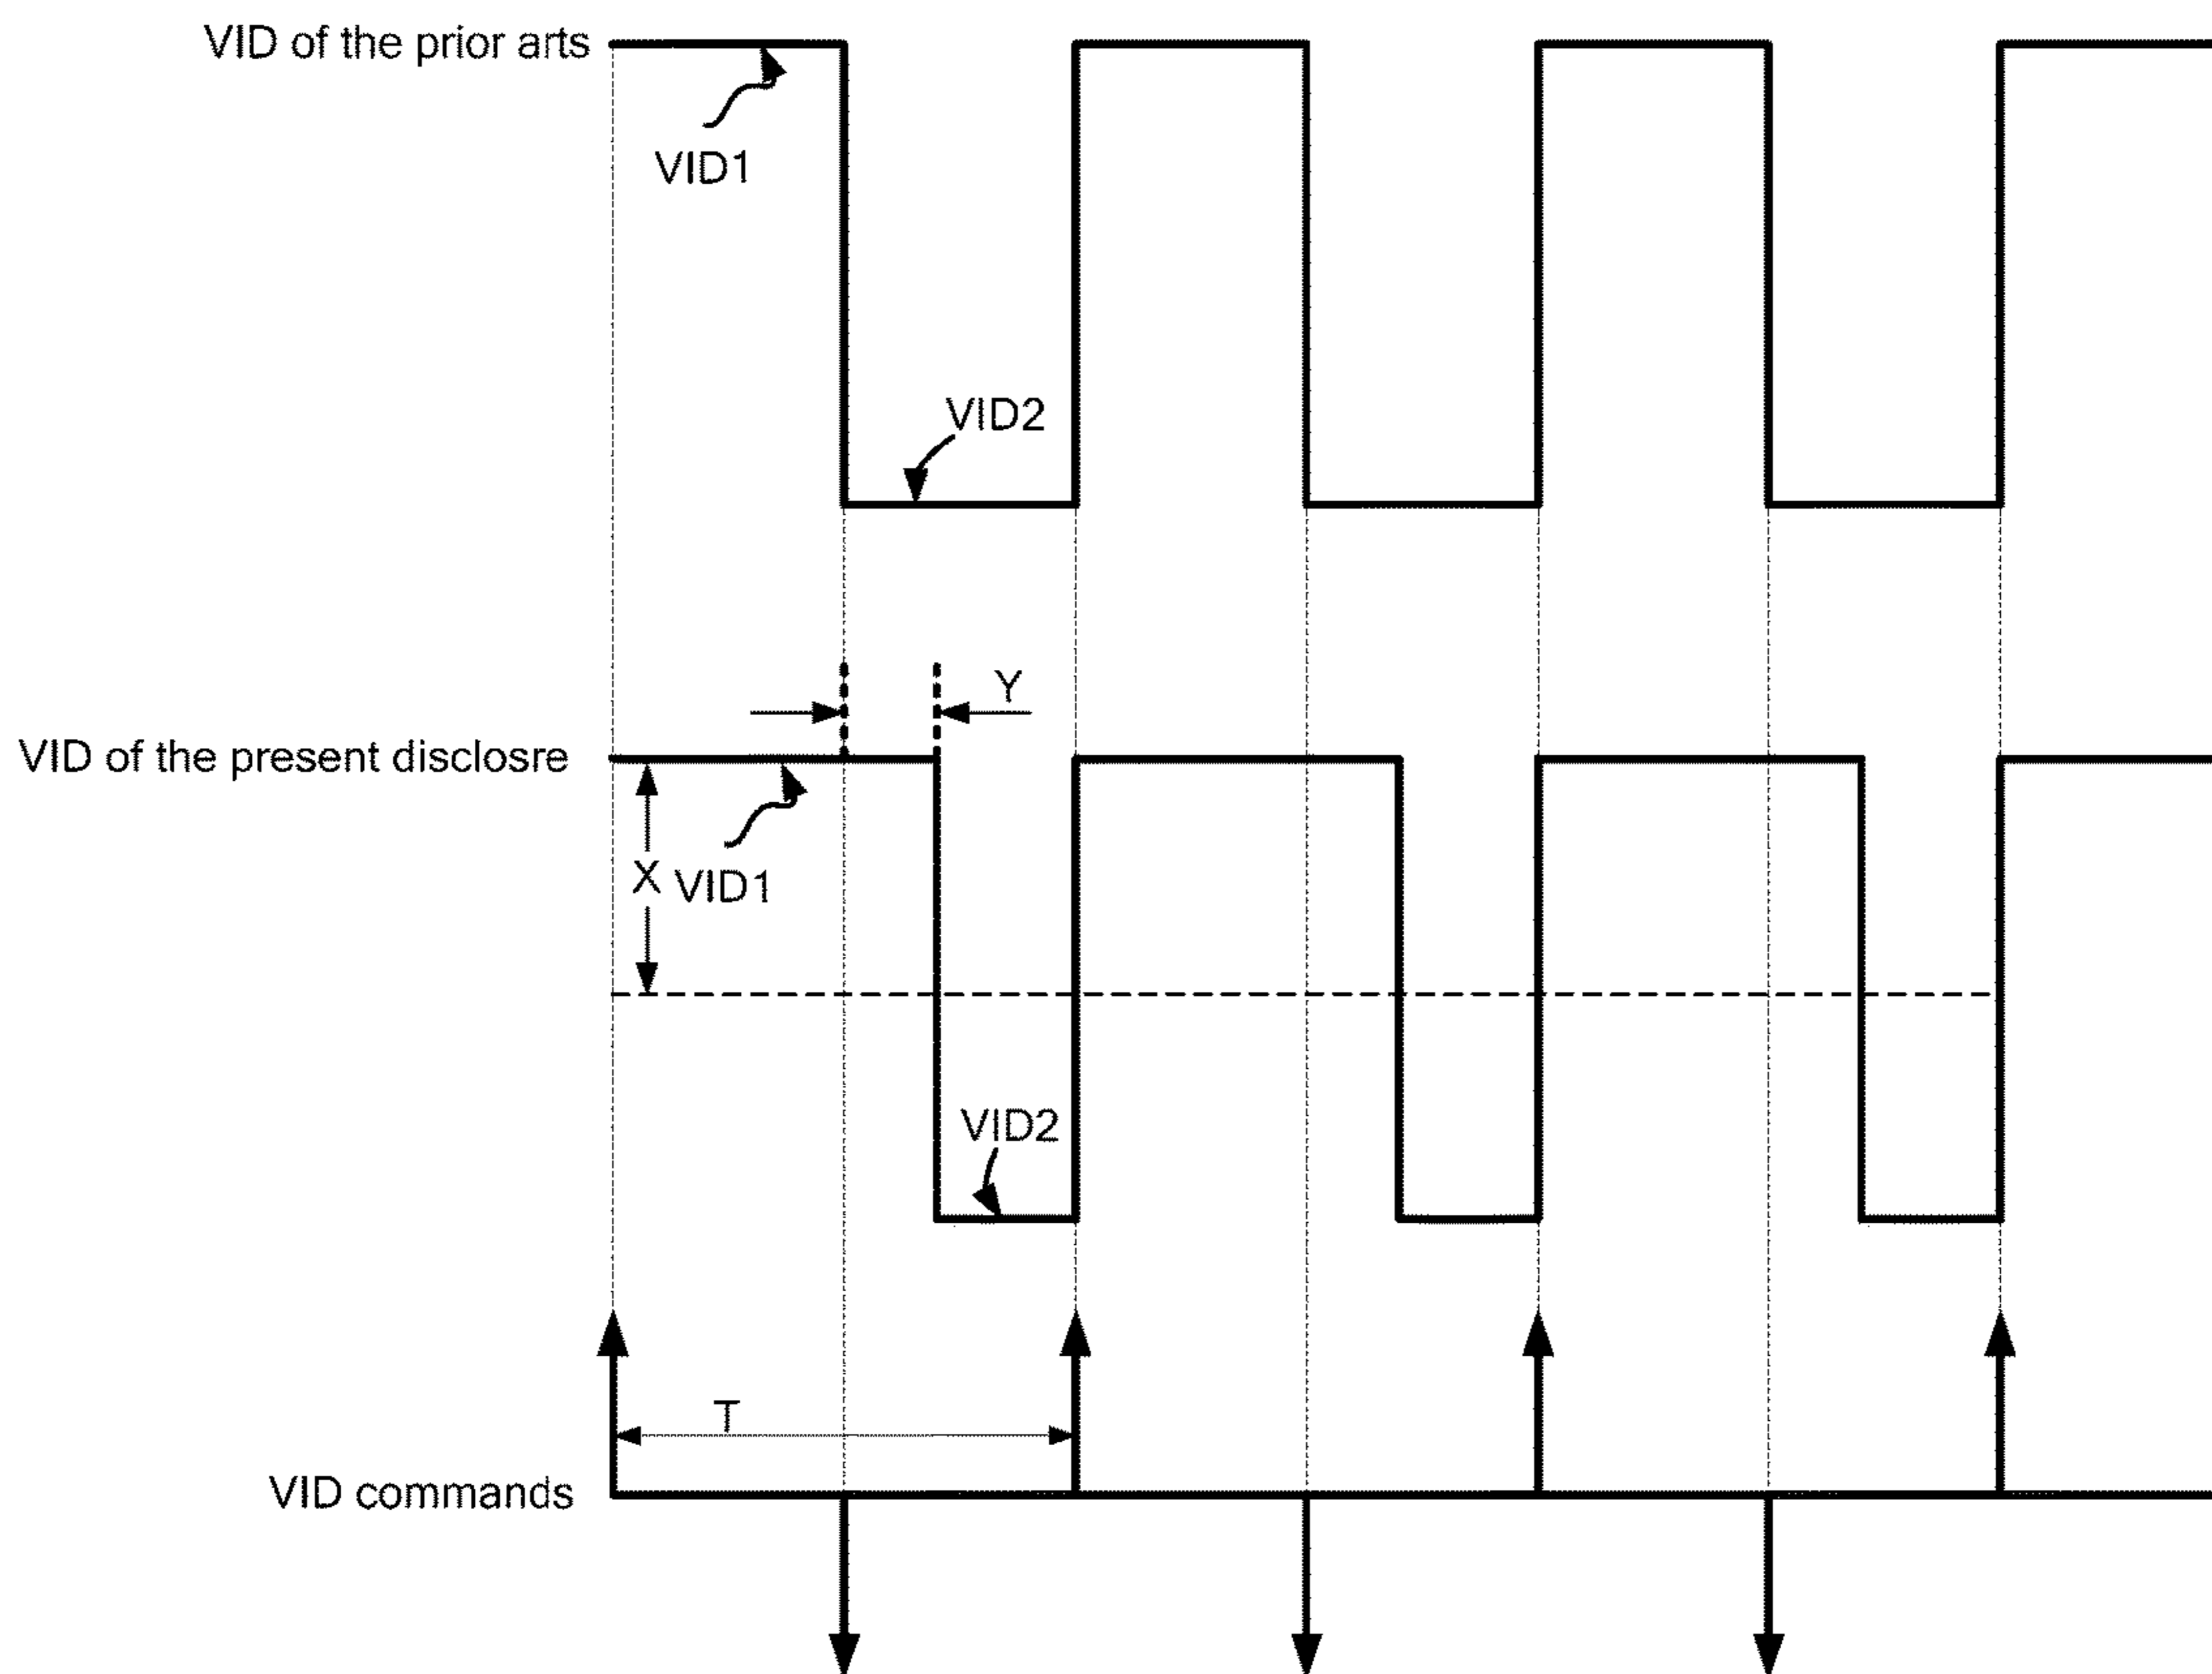 VID of the prior arts
VID1
VID2
Y
VID of the present disclosre
X VID1
VID2
T
VID commands